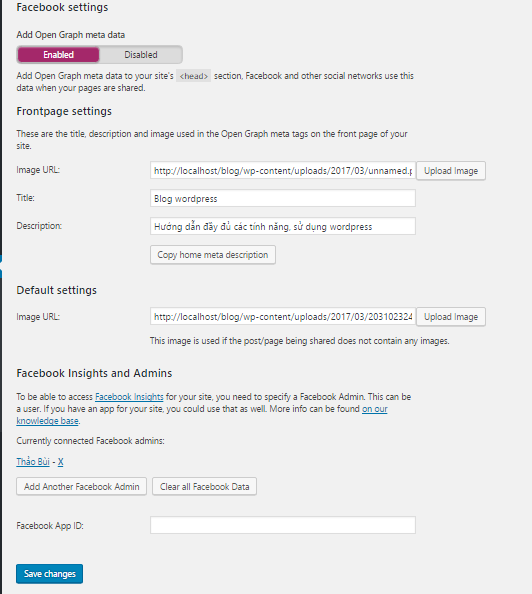 Facebook settings
Add Open Graph meta data
Enabled Disabled
Add Open Graph meta data to your site's <head> section, Facebook and other social networks use this
data when your pages are shared.
Frontpage settings
These are the title, description and image used in the Open Graph meta tags on the front page of your
site.
Image URL: http://localhost/blog/wp-content/uploads/2017/03/unnamed.p Upload Image
Title: Blog wordpress
Description: Hướng dẫn đầy đủ các tính năng, sử dụng wordpress
Copy home meta description
Default settings
Image URL: http://localhost/blog/wp-content/uploads/2017/03/203102324 Upload Image
This image is used if the post/page being shared does not contain any images.
Facebook Insights and Admins
To be able to access Facebook Insights for your site, you need to specify a Facebook Admin. This can be
a user. If you have an app for your site, you could use that as well. More info can be found on our
knowledge base.
Currently connected Facebook admins:
Thảo Bùi - X
Add Another Facebook Admin Clear all Facebook Data
Facebook App ID:
Save changes